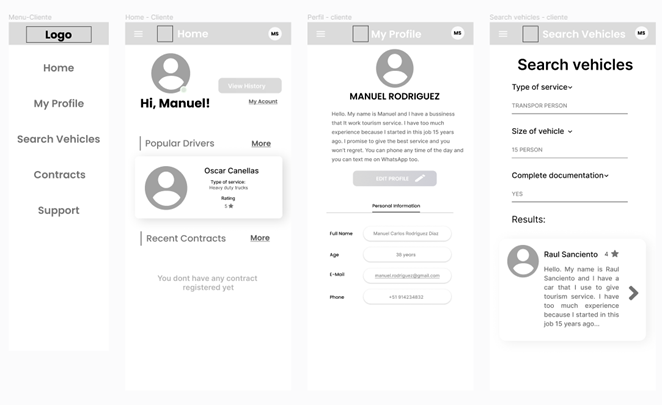 Menu-Cliente
Logo
Home
My Profile
Search Vehicles
Contracts
Support
Home - Cliente
Home
MS
View History
Hi, Manuel!
My Acount
Popular Drivers
More
Oscar Canellas
Type of service:
Heavy duty trucks
Rating
5
Recent Contracts
More
You dont have any contract
registered yet
Perfil - cliente
My Profile
MS
MANUEL RODRIGUEZ
Hello. My name is Manuel and I have a bussiness
that It work tourism service. I have too much
experience because I started in this job 15 years
ago. I promise to give the best service and you
won't regret. You can phone any time of the day and
you can text me on WhatsApp too.
EDIT PROFILE
Personal Information
Full Name
Manuel Carlos Rodriguez Diaz
Age
38 years
E-Mail
manuel.rodriguez@gmail.com
Phone
+51 914234832
Search vehicles - cliente
Search Vehicles
MS
Search vehicles
Type of service
TRANSPOR PERSON
Size of vehicle
15 PERSON
Complete documentation
YES
Results:
Raul Sanciento 4
Hello. My name is Raul
Sanciento and I have a
car that I use to give
tourism service. I have
too much experience
because I started in this
job 15 years ago...